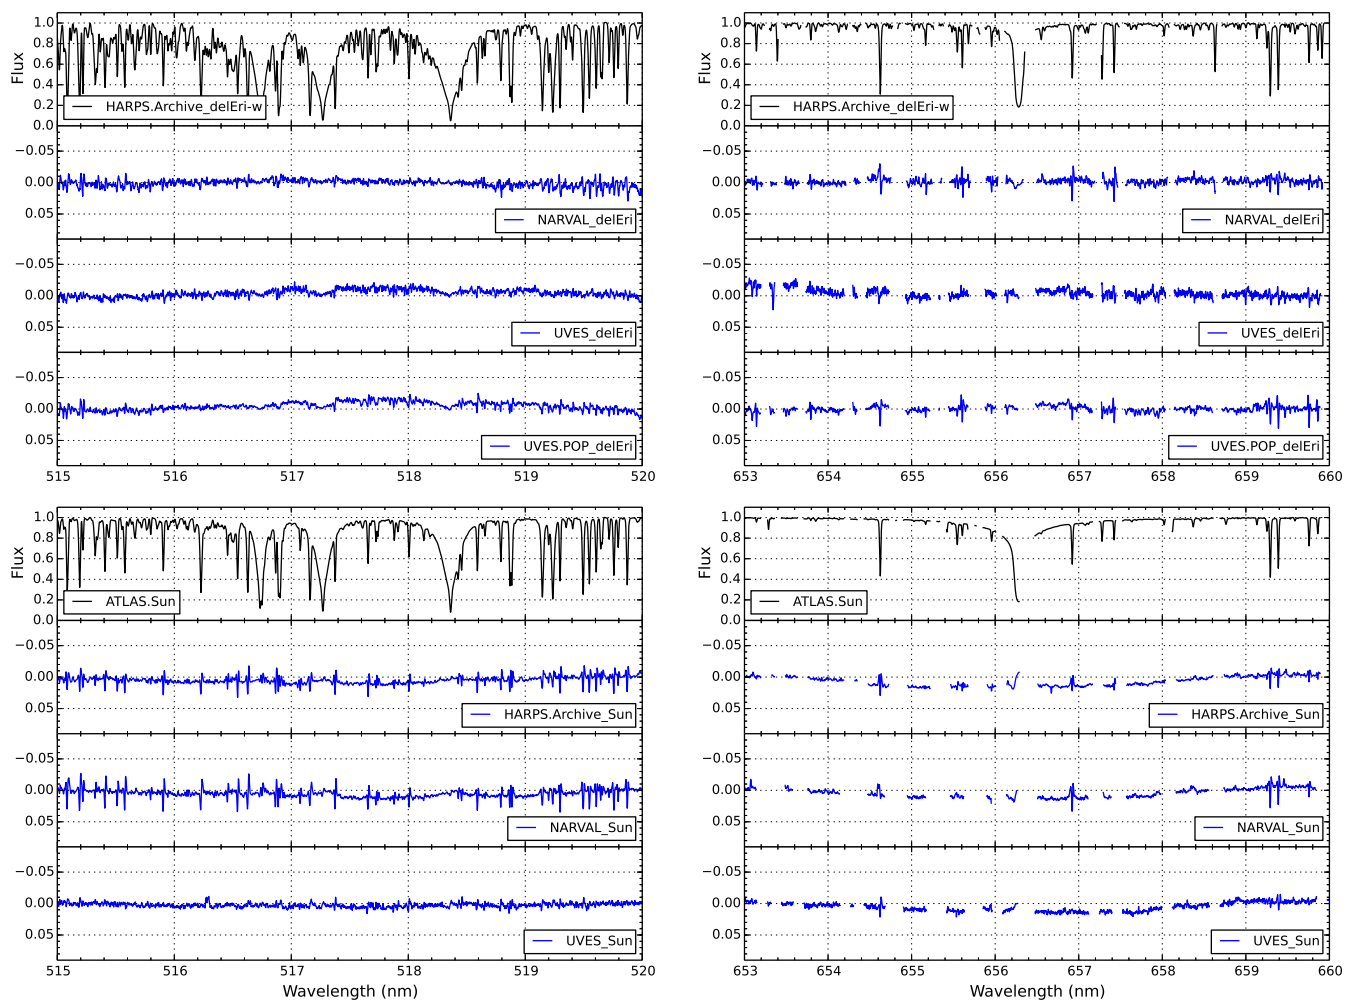 1.0
0.8
0.6
0.4
0.2
0.0
Flux
HARPS.Archive_delEri-w
−0.05
0.00
0.05
NARVAL_delEri
−0.05
0.00
0.05
UVES_delEri
−0.05
0.00
0.05
UVES.POP_delEri
515 516 517 518 519 520
1.0
0.8
0.6
0.4
0.2
0.0
Flux
HARPS.Archive_delEri-w
−0.05
0.00
0.05
NARVAL_delEri
−0.05
0.00
0.05
UVES_delEri
−0.05
0.00
0.05
UVES.POP_delEri
653 654 655 656 657 658 659 660
1.0
0.8
0.6
0.4
0.2
0.0
Flux
ATLAS.Sun
−0.05
0.00
0.05
HARPS.Archive_Sun
−0.05
0.00
0.05
NARVAL_Sun
−0.05
0.00
0.05
UVES_Sun
515 516 517 518 519 520
Wavelength (nm)
1.0
0.8
0.6
0.4
0.2
0.0
Flux
ATLAS.Sun
−0.05
0.00
0.05
HARPS.Archive_Sun
−0.05
0.00
0.05
NARVAL_Sun
−0.05
0.00
0.05
UVES_Sun
653 654 655 656 657 658 659 660
Wavelength (nm)